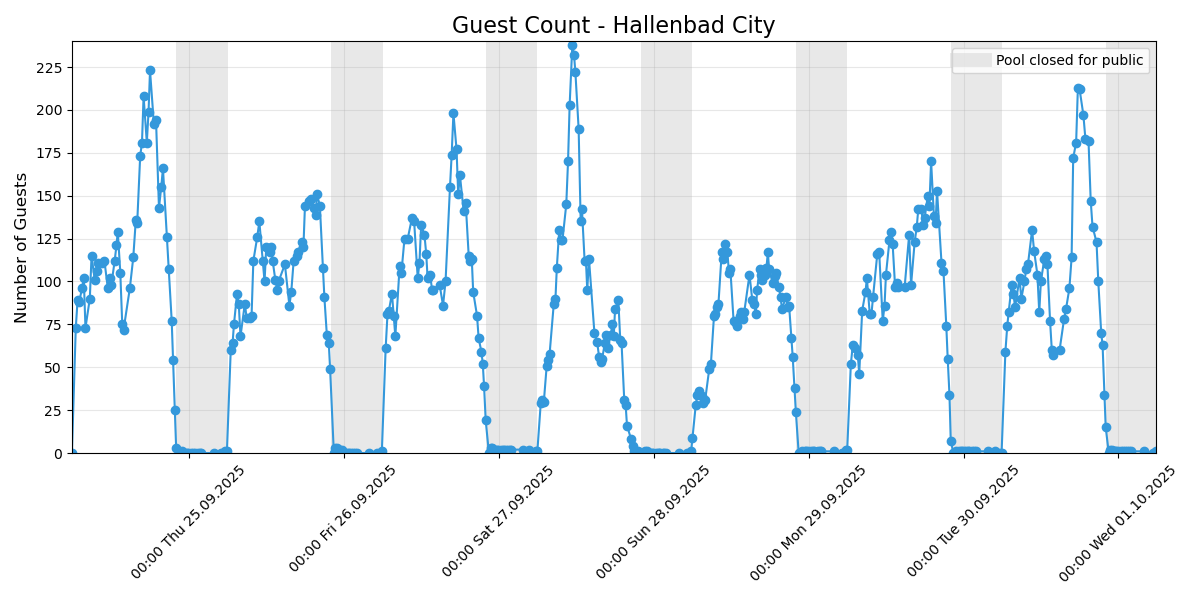 Guest Count - Hallenbad City
Pool closed for public
Number of Guests
225
200
175
150
125
100
75
50
25
0
00:00 Thu 25.09.2025
00:00 Fri 26.09.2025
00:00 Sat 27.09.2025
00:00 Sun 28.09.2025
00:00 Mon 29.09.2025
00:00 Tue 30.09.2025
00:00 Wed 01.10.2025